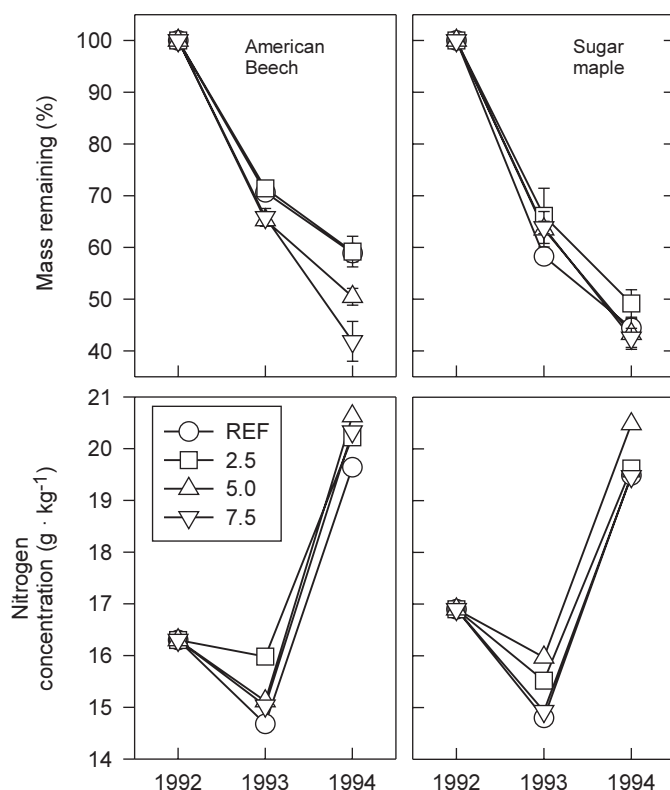 American
Beech
Sugar
maple
Mass remaining (%)
100
90
80
70
60
50
40
Nitrogen
concentration (g · kg⁻¹)
21
20
19
18
17
16
15
14
REF
2.5
5.0
7.5
1992 1993 1994
1992 1993 1994